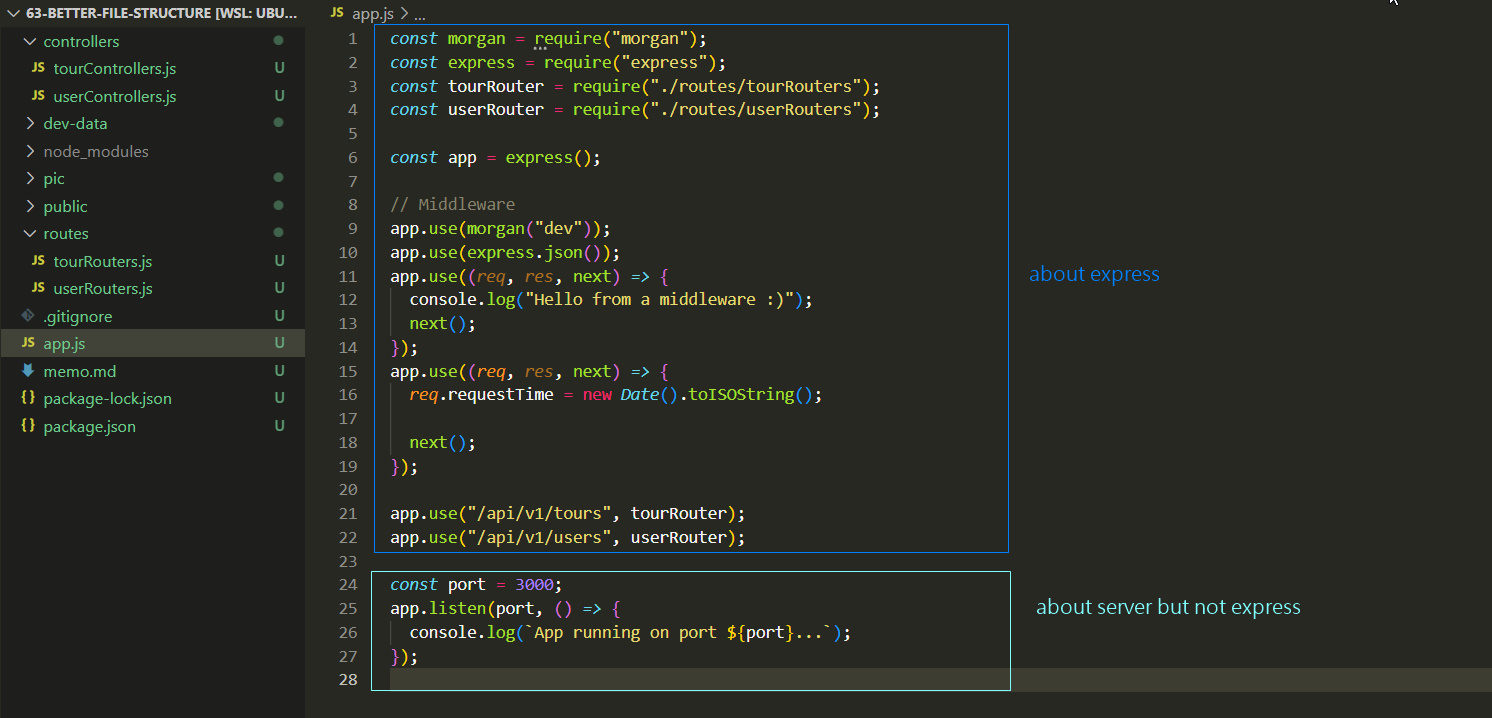 63-BETTER-FILE-STRUCTURE [WSL: UBU...
controllers
JS tourControllers.js U
JS userControllers.js U
dev-data
node_modules
pic
public
routes
JS tourRouters.js U
JS userRouters.js U
.gitignore U
JS app.js U
memo.md U
{} package-lock.json U
{} package.json U
JS app.js > ...
1 const morgan = require("morgan");
2 const express = require("express");
3 const tourRouter = require("./routes/tourRouters");
4 const userRouter = require("./routes/userRouters");
5
6 const app = express();
7
8 // Middleware
9 app.use(morgan("dev"));
10 app.use(express.json());
11 app.use((req, res, next) => {
12 console.log("Hello from a middleware :)");
13 next();
14 });
15 app.use((req, res, next) => {
16 req.requestTime = new Date().toISOString();
17
18 next();
19 });
20
21 app.use("/api/v1/tours", tourRouter);
22 app.use("/api/v1/users", userRouter);
23
24 const port = 3000;
25 app.listen(port, () => {
26 console.log(`App running on port ${port}...`);
27 });
28
about express
about server but not express